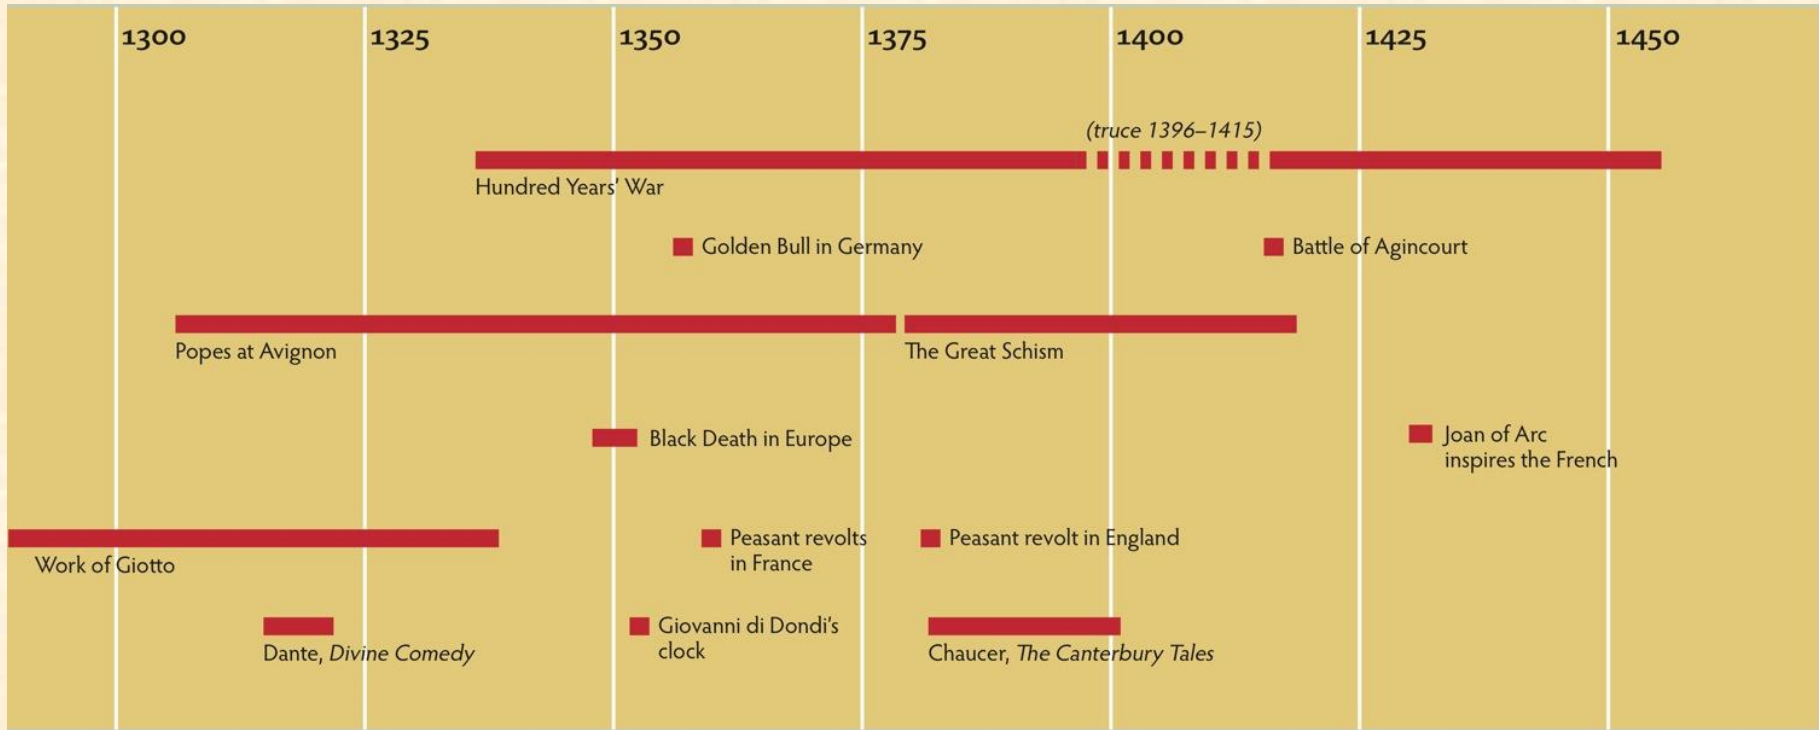 1300 1325 1350 1375 1400 1425 1450
(truce 1396–1415)
Hundred Years’ War
Golden Bull in Germany
Battle of Agincourt
Popes at Avignon
The Great Schism
Black Death in Europe
Joan of Arc
inspires the French
Work of Giotto
Peasant revolts
in France
Peasant revolt in England
Dante, Divine Comedy
Giovanni di Dondi’s
clock
Chaucer, The Canterbury Tales